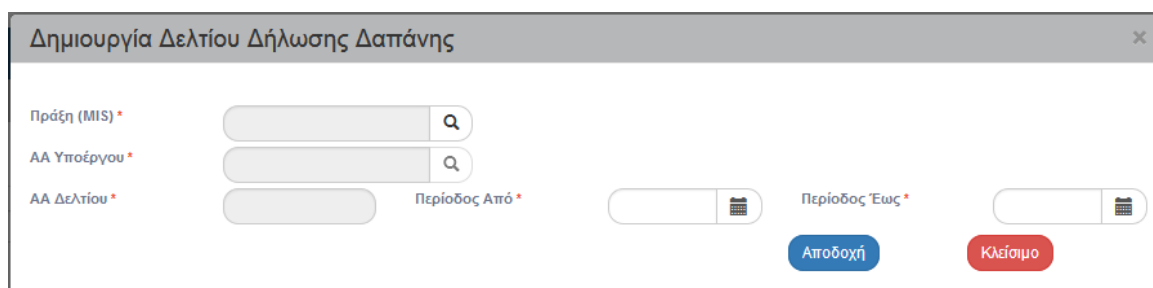 Δημιουργία Δελτίου Δήλωσης Δαπάνης
Πράξη (MIS) *
ΑΑ Υποέργου *
ΑΑ Δελτίου * Περίοδος Από * Περίοδος Έως *
Αποδοχή Κλείσιμο